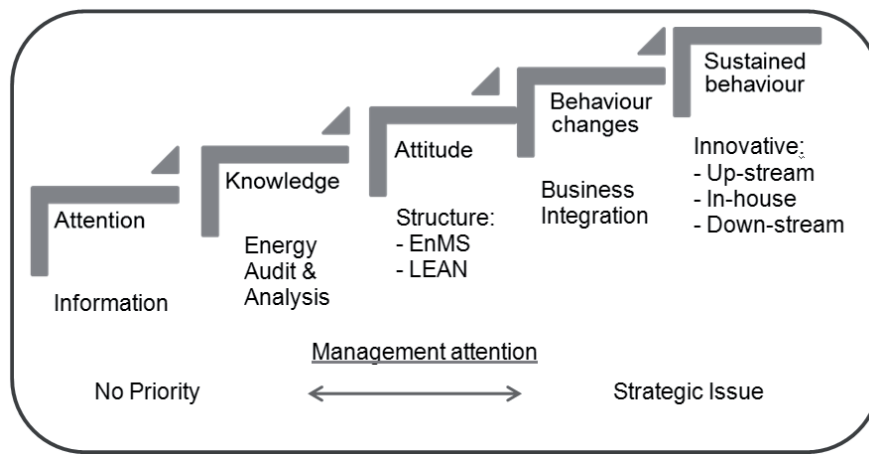 Attention
Information
Knowledge
Energy
Audit &
Analysis
Attitude
Structure:
- EnMS
- LEAN
Behaviour
changes
Business
Integration
Sustained
behaviour
Innovative:
- Up-stream
- In-house
- Down-stream
Management attention
No Priority
Strategic Issue